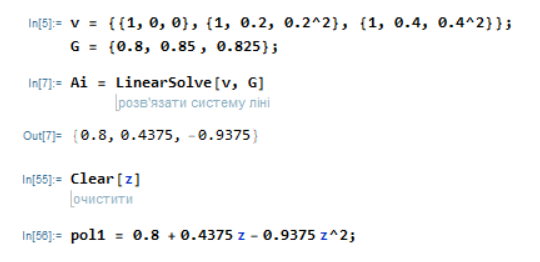 In[5]:= v = {{1, 0, 0}, {1, 0.2, 0.2^2}, {1, 0.4, 0.4^2}};
G = {0.8, 0.85, 0.825};
In[7]:= Ai = LinearSolve[v, G]
розв'язати систему ліні
Out[7]= {0.8, 0.4375, -0.9375}
In[55]:= Clear[z]
очистити
In[56]:= pol1 = 0.8 + 0.4375 z - 0.9375 z^2;